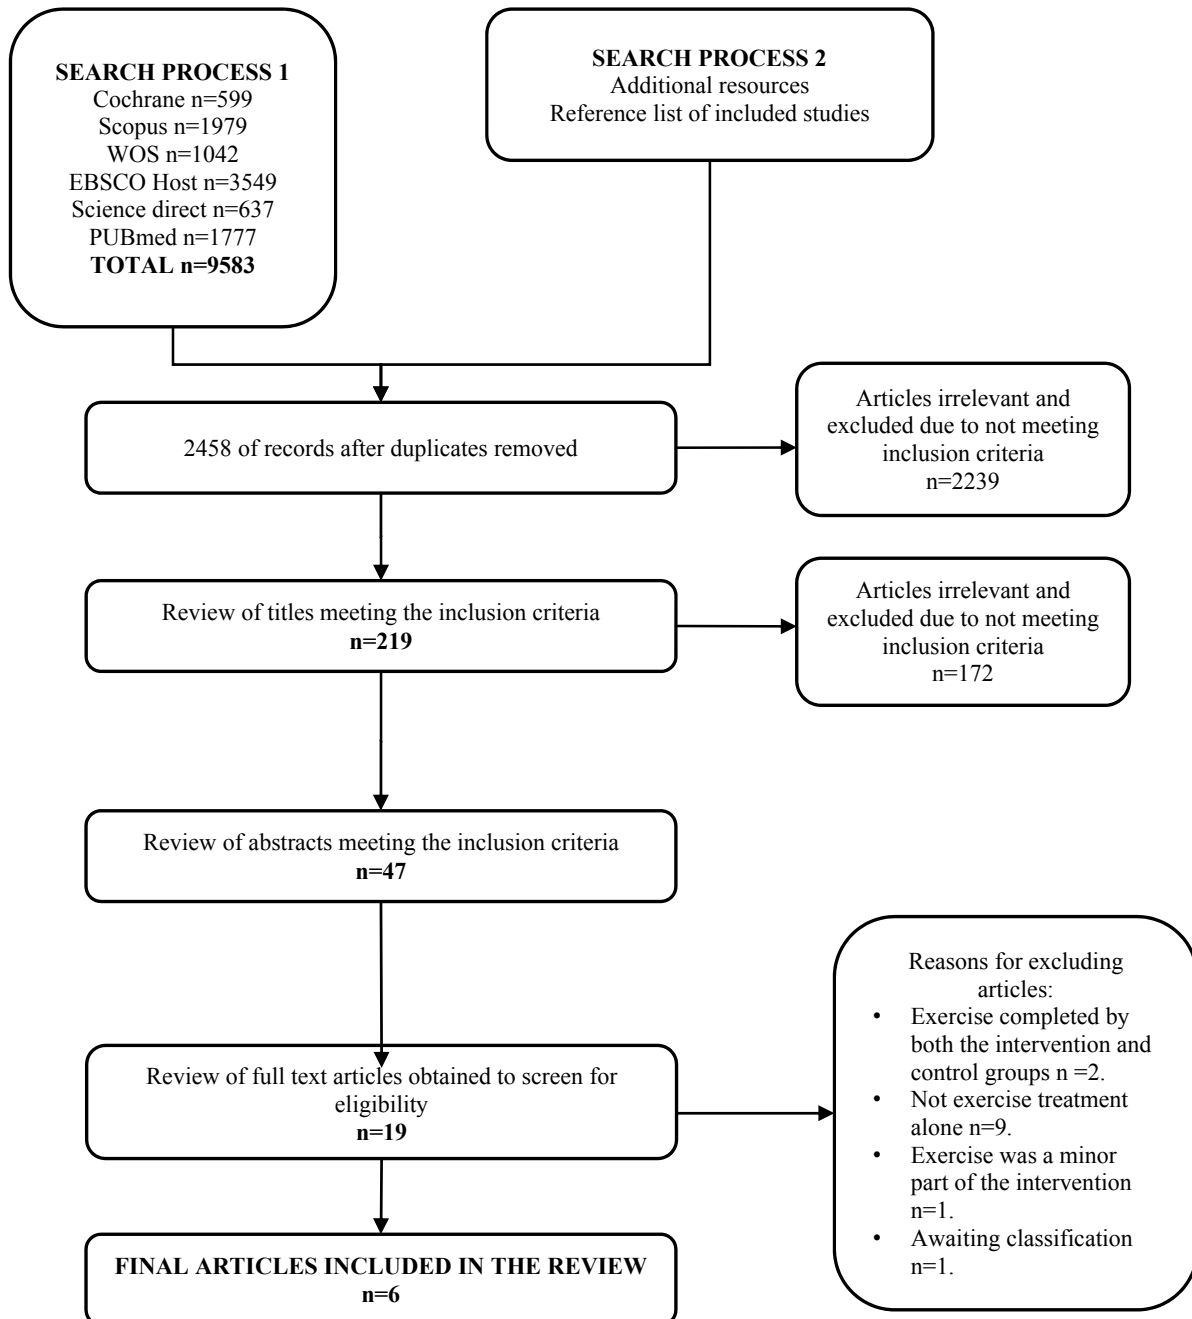 SEARCH PROCESS 1
Cochrane n=599
Scopus n=1979
WOS n=1042
EBSCO Host n=3549
Science direct n=637
PUBmed n=1777
TOTAL n=9583
SEARCH PROCESS 2
Additional resources
Reference list of included studies
2458 of records after duplicates removed
Articles irrelevant and
excluded due to not meeting
inclusion criteria
n=2239
Review of titles meeting the inclusion criteria
n=219
Articles irrelevant and
excluded due to not meeting
inclusion criteria
n=172
Review of abstracts meeting the inclusion criteria
n=47
Review of full text articles obtained to screen for
eligibility
n=19
Reasons for excluding
articles:
• Exercise completed by
both the intervention and
control groups n =2.
• Not exercise treatment
alone n=9.
• Exercise was a minor
part of the intervention
n=1.
• Awaiting classification
n=1.
FINAL ARTICLES INCLUDED IN THE REVIEW
n=6